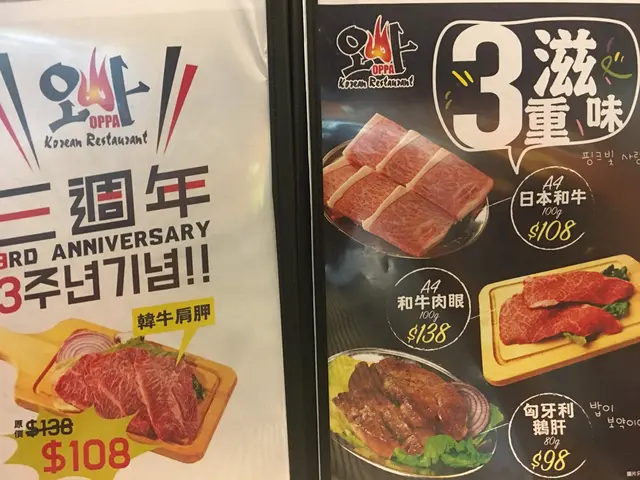 오빠
OPPA
Korean Restaurant
三週年
3RD ANNIVERSARY
3주년기념!!
韓牛肩胛
原價 $138
$108
오빠
OPPA
Korean Restaurant
3重滋味
핑크빛 사랑
A4
日本和牛
100g
$108
A4
和牛肉眼
100g
$138
匈牙利
鵝肝
80g
$98
밥이
보약이야